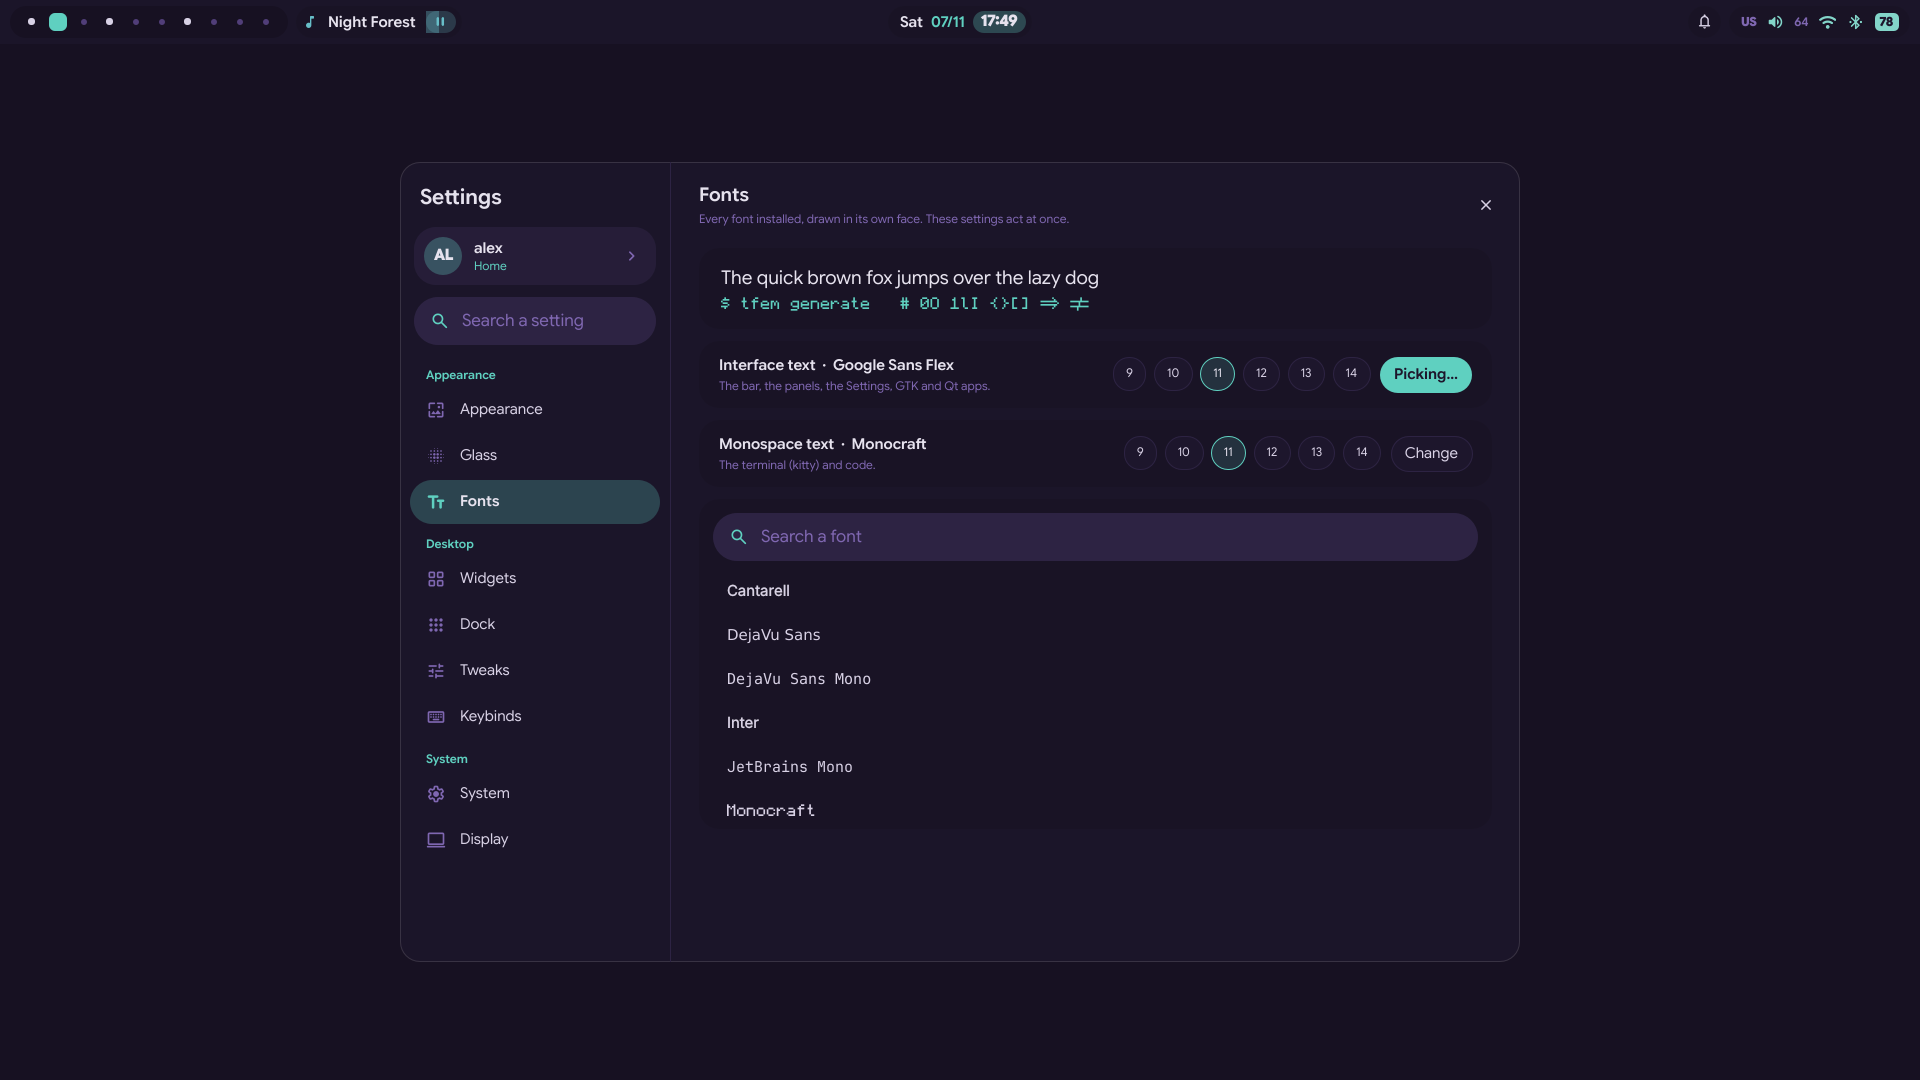 Night Forest
Sat 07/11 17:49
US 64 78
Settings
AL
alex
Home
Search a setting
Appearance
Appearance
Glass
Fonts
Desktop
Widgets
Dock
Tweaks
Keybinds
System
System
Display
Fonts
Every font installed, drawn in its own face. These settings act at once.
The quick brown fox jumps over the lazy dog
$ tfem generate # 0O 1lI {}[] => ≠
Interface text · Google Sans Flex
The bar, the panels, the Settings, GTK and Qt apps.
9 10 11 12 13 14 Picking...
Monospace text · Monocraft
The terminal (kitty) and code.
9 10 11 12 13 14 Change
Search a font
Cantarell
DejaVu Sans
DejaVu Sans Mono
Inter
JetBrains Mono
Monocraft